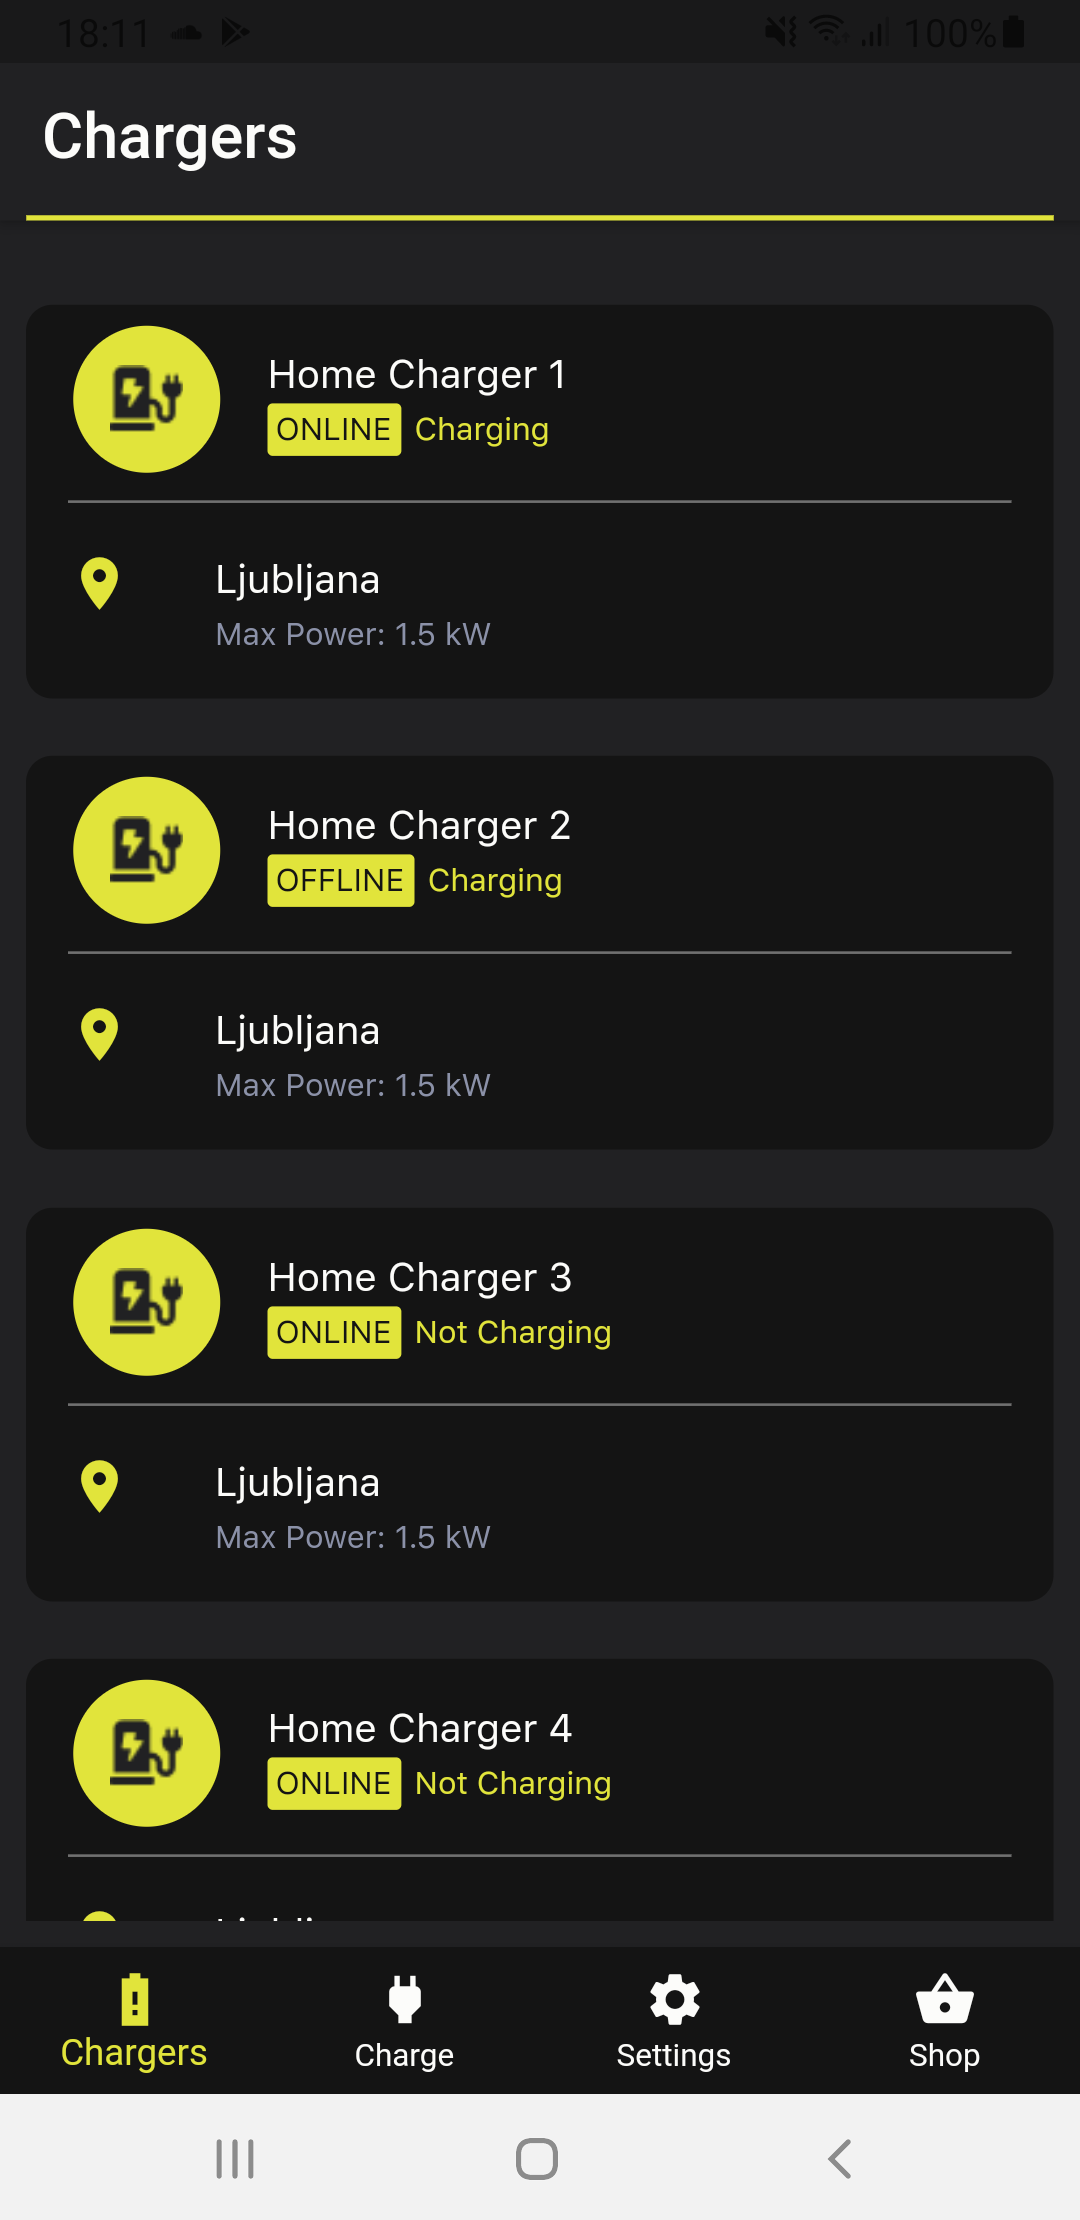 18:11 100%
Chargers
Home Charger 1
ONLINE Charging
Ljubljana
Max Power: 1.5 kW
Home Charger 2
OFFLINE Charging
Ljubljana
Max Power: 1.5 kW
Home Charger 3
ONLINE Not Charging
Ljubljana
Max Power: 1.5 kW
Home Charger 4
ONLINE Not Charging
Chargers Charge Settings Shop